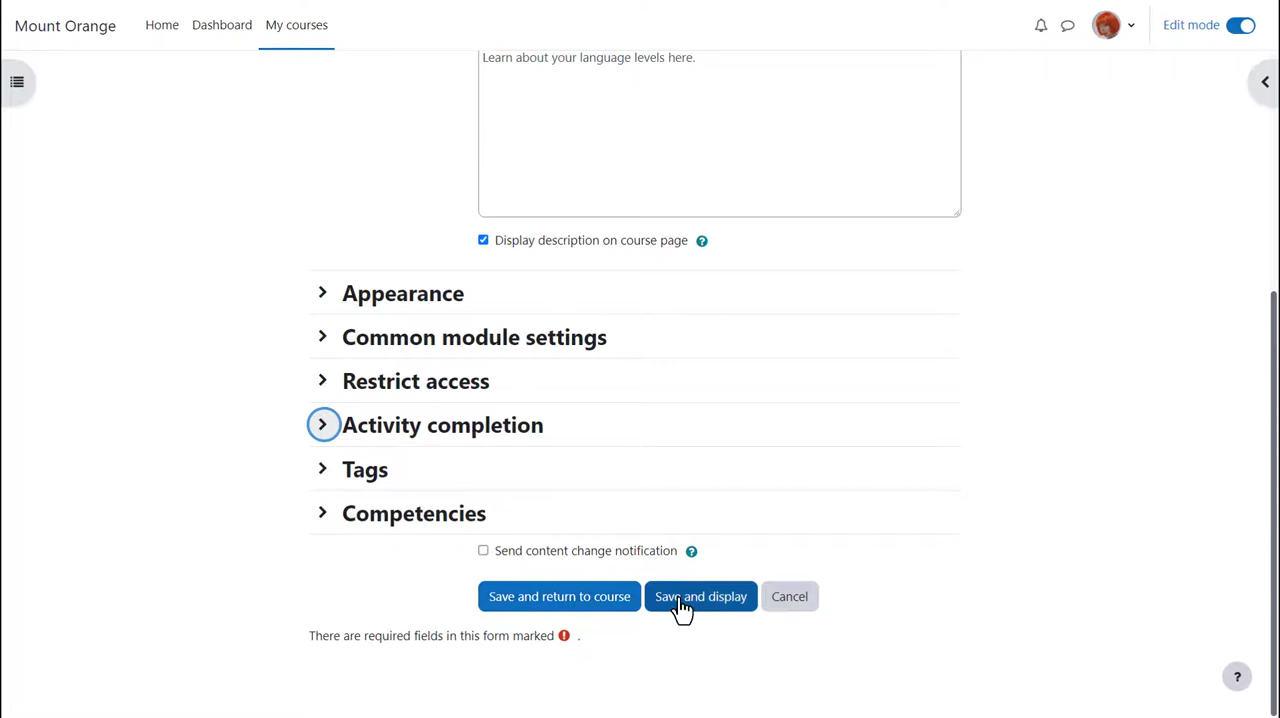 Mount Orange Home Dashboard My courses Edit mode
Learn about your language levels here.
Display description on course page ?
Appearance
Common module settings
Restrict access
Activity completion
Tags
Competencies
Send content change notification ?
Save and return to course Save and display Cancel
There are required fields in this form marked ! .
?